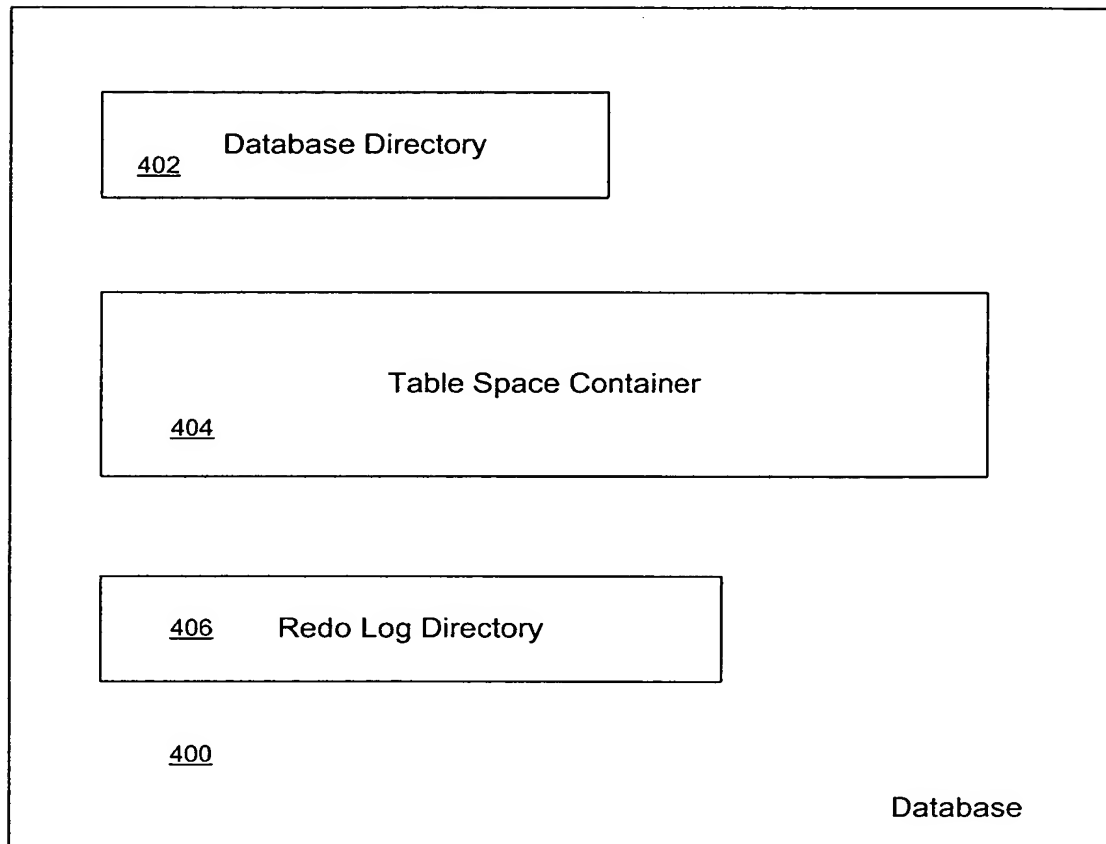 Database Directory
402
Table Space Container
404
406 Redo Log Directory
400
Database